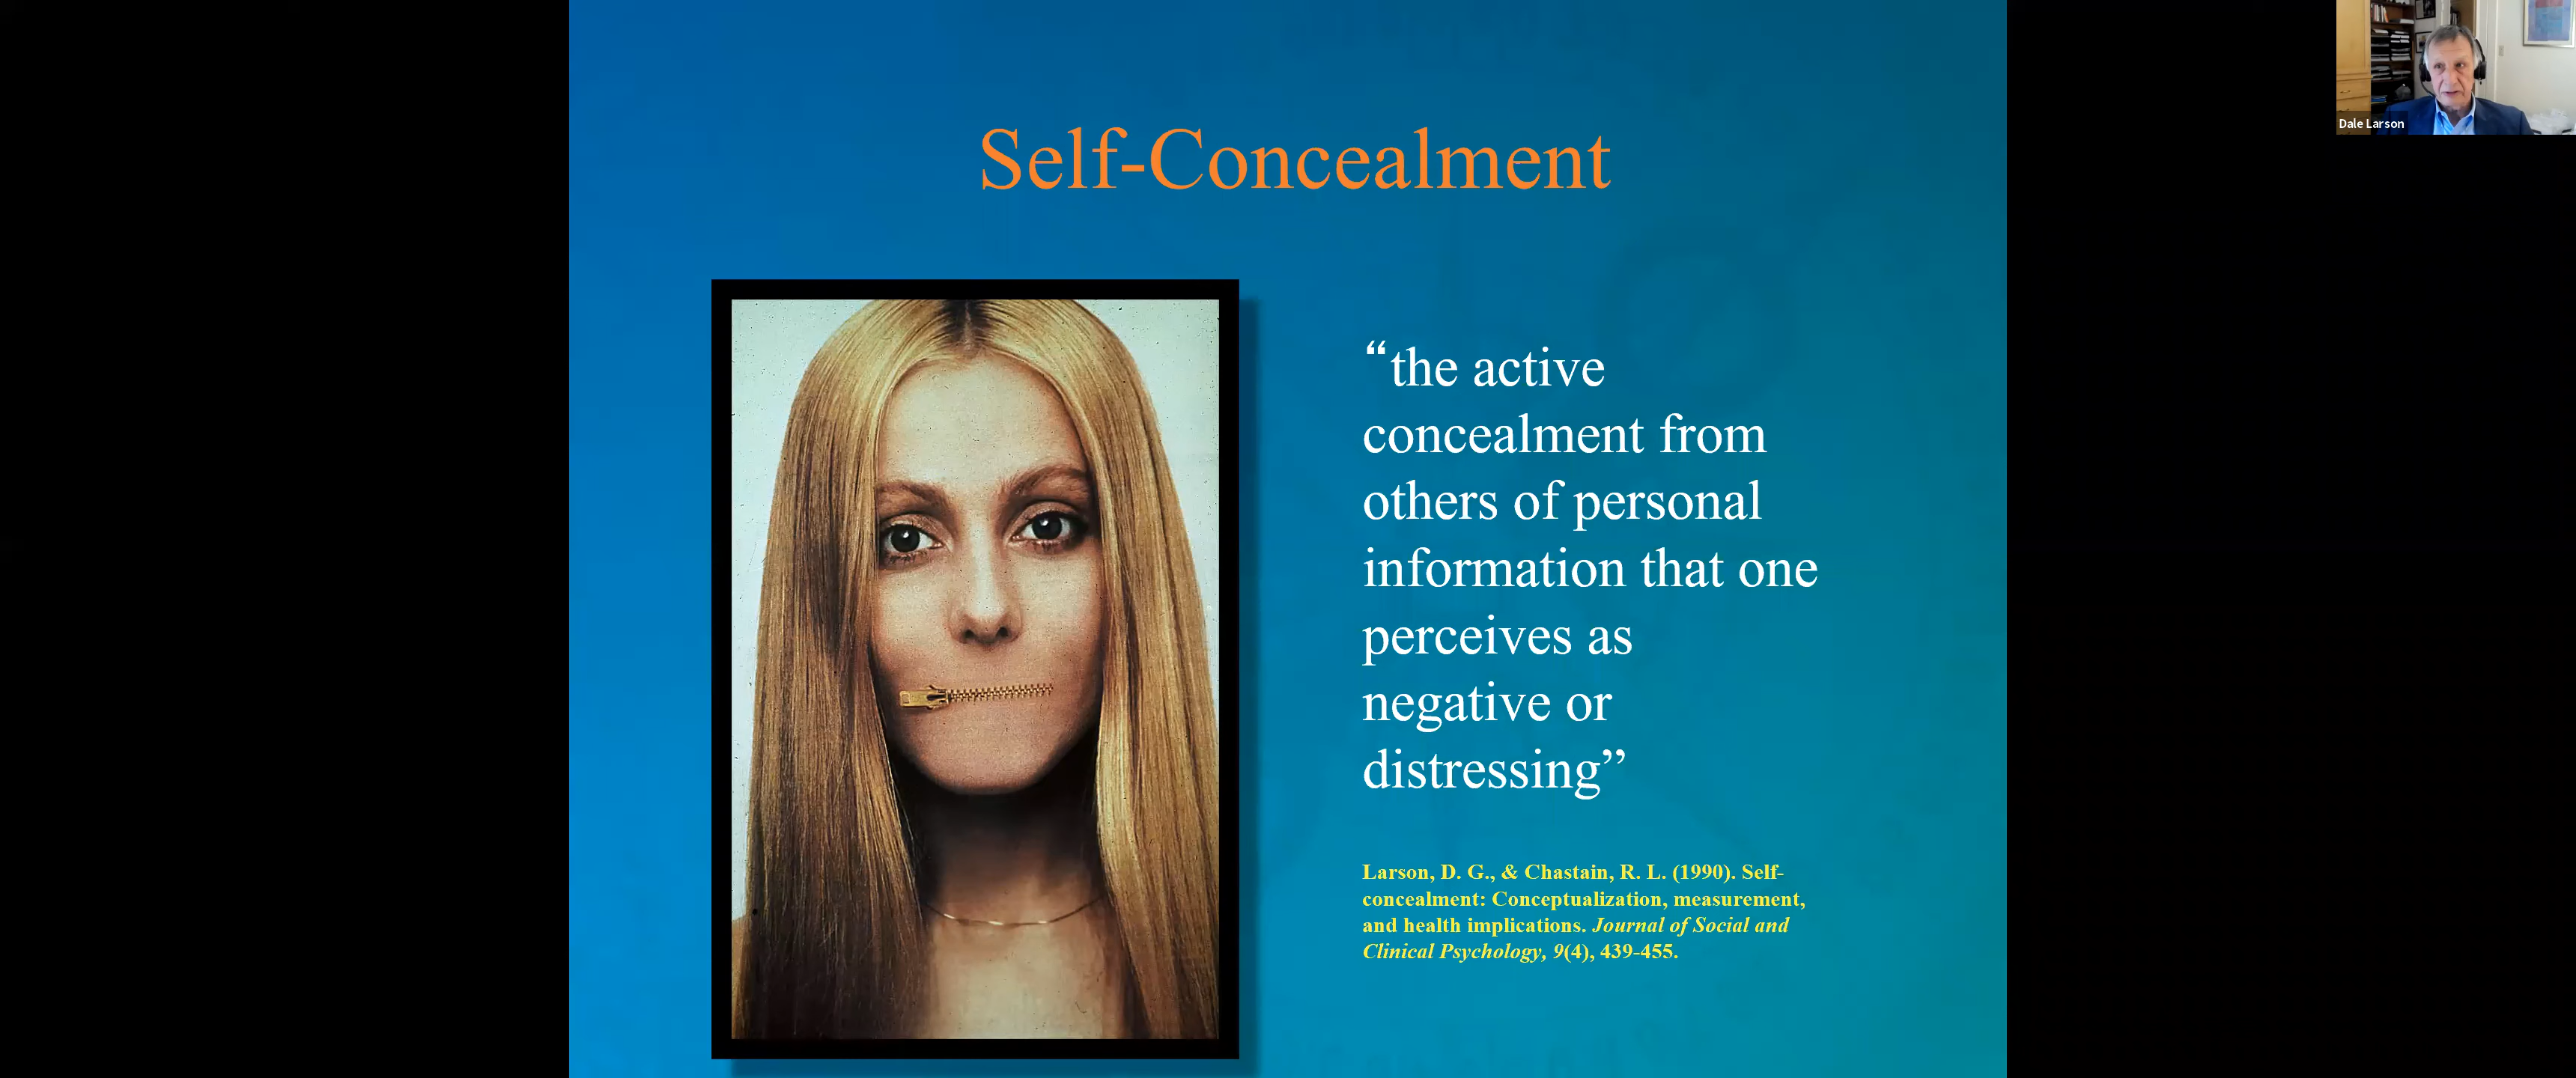 Self-Concealment
“the active
concealment from
others of personal
information that one
perceives as
negative or
distressing”
Larson, D. G., & Chastain, R. L. (1990). Self-
concealment: Conceptualization, measurement,
and health implications. Journal of Social and
Clinical Psychology, 9(4), 439-455.
Dale Larson